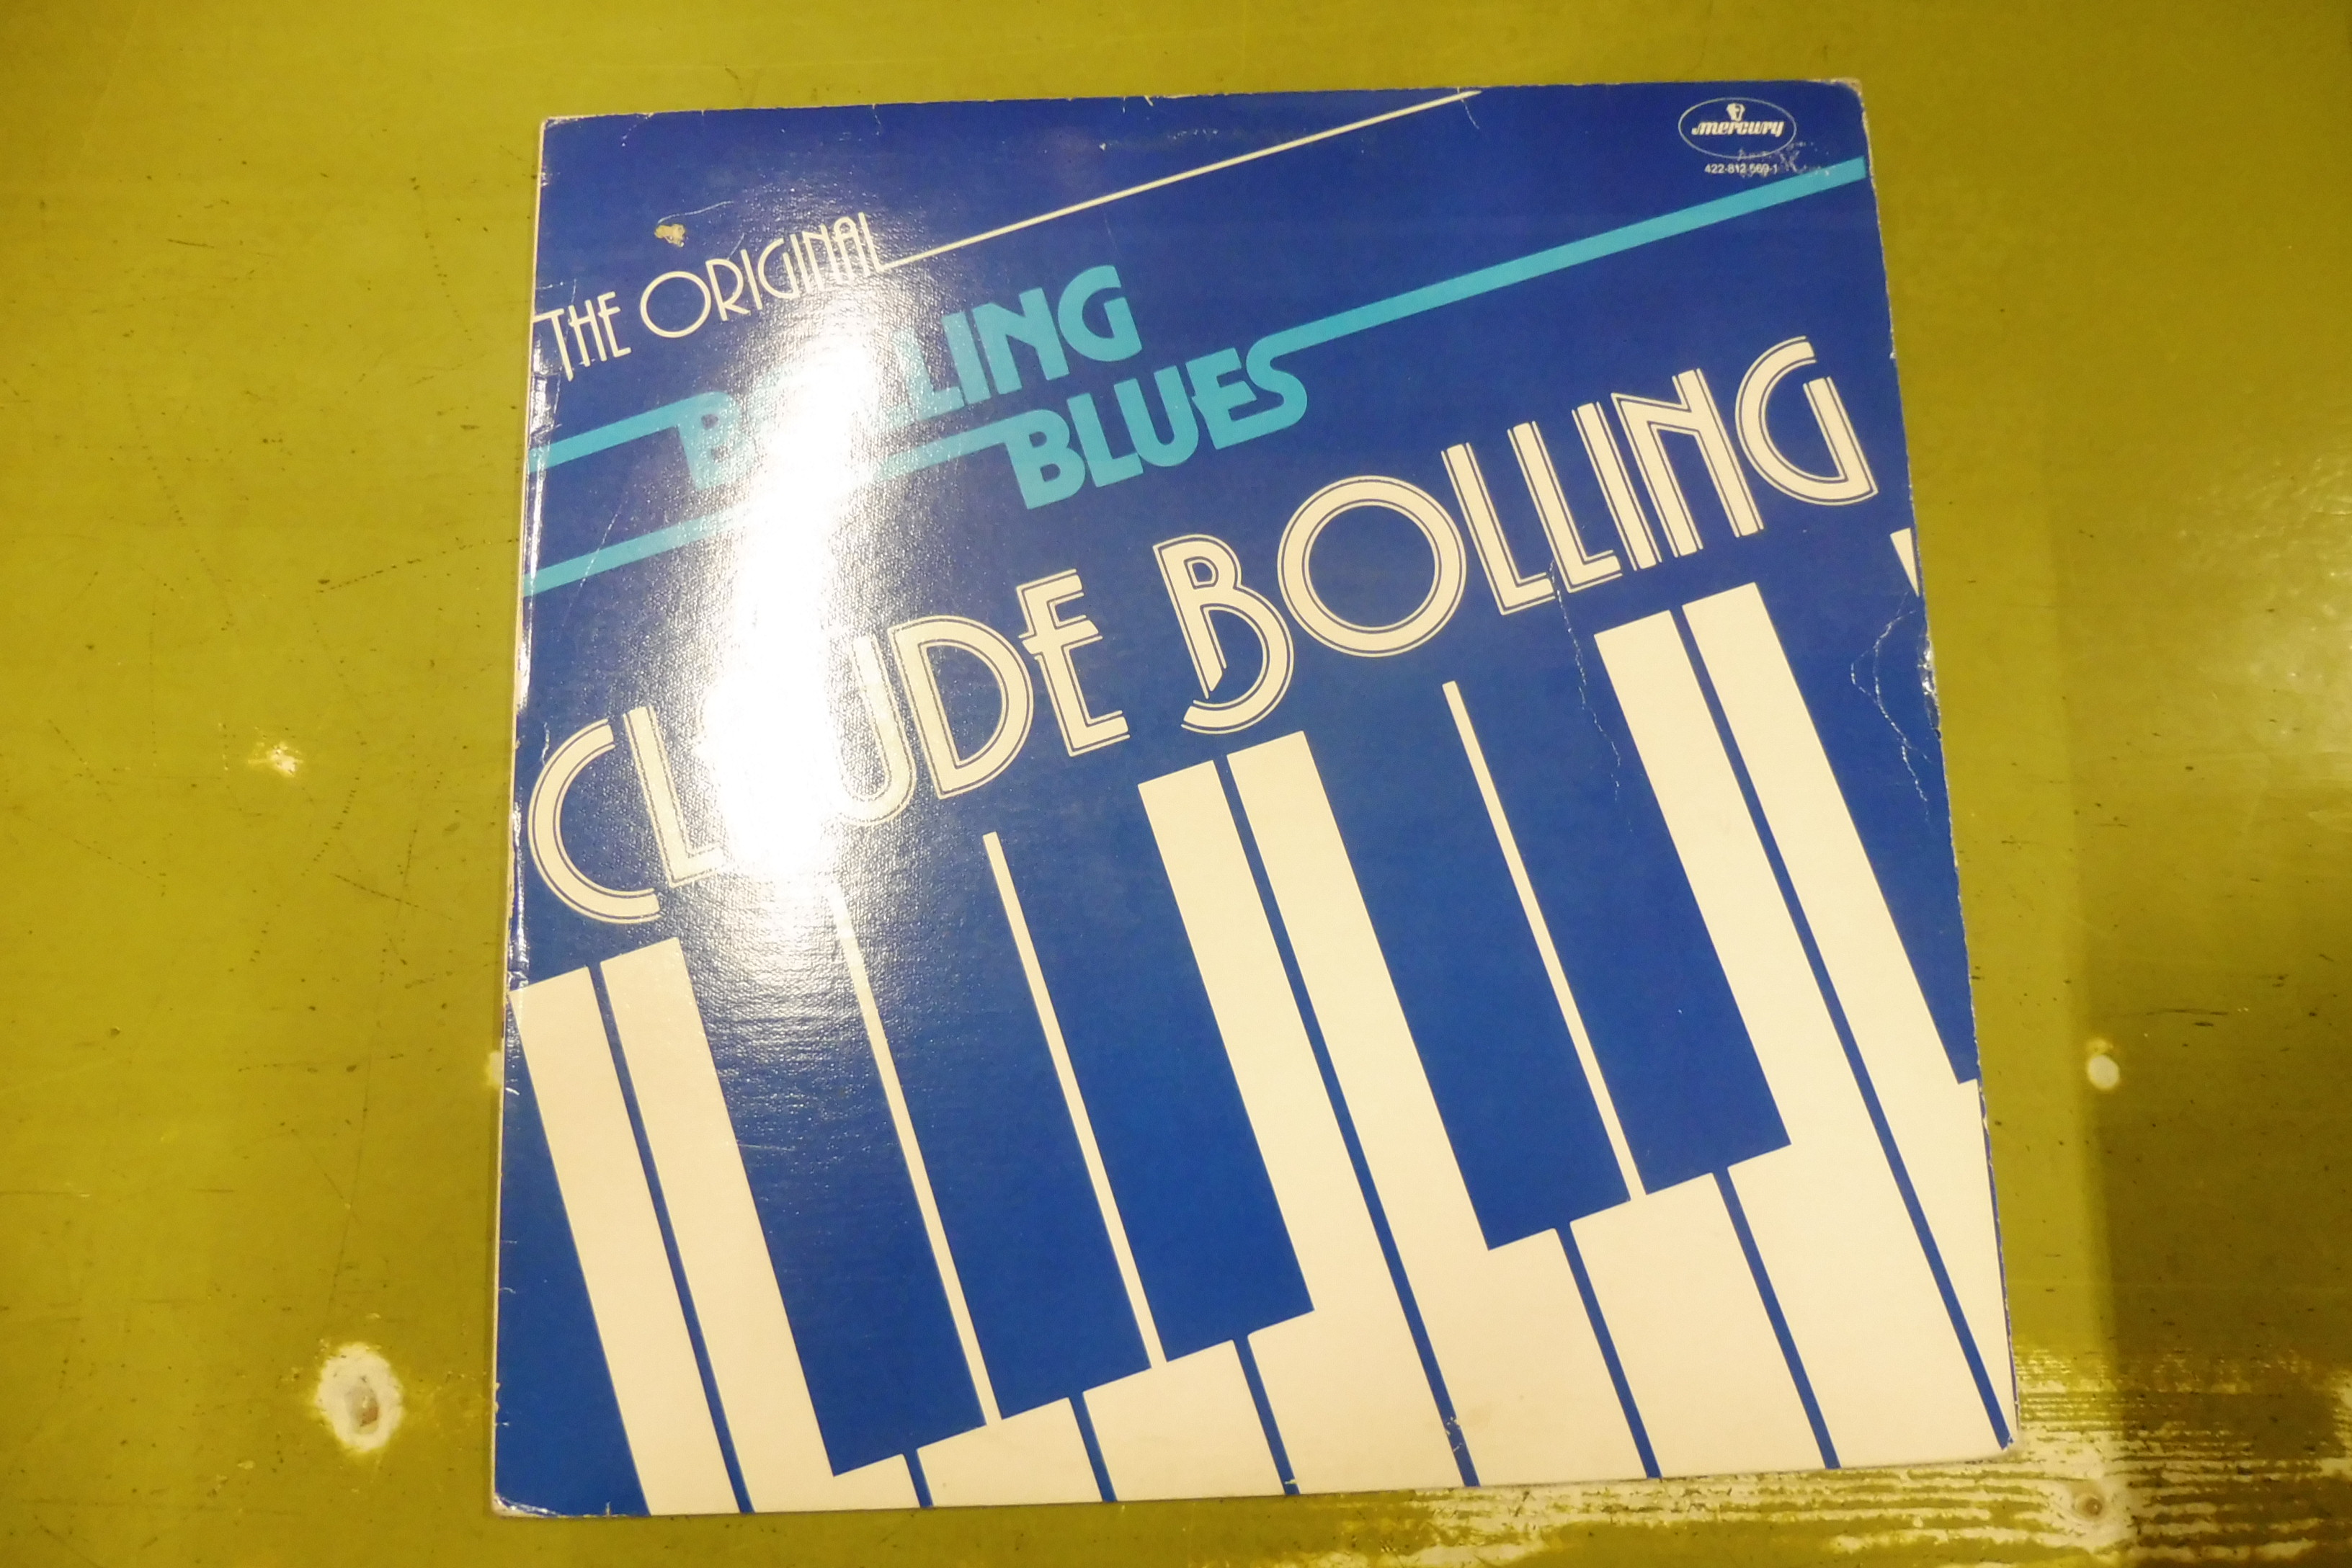 mercury
422-812 569-1
THE ORIGINAL
BOLLING
BLUES
CLAUDE BOLLING